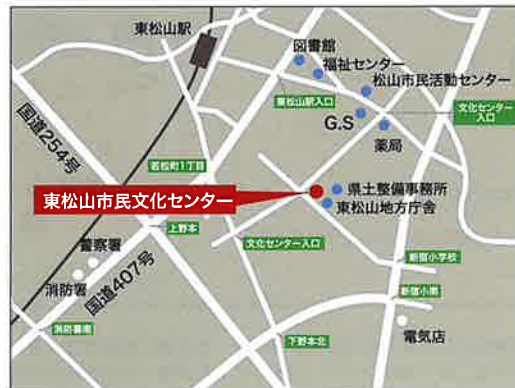 東松山駅
図書館
福祉センター
松山市民活動センター
東松山駅入口
G.S
文化センター
入口
薬局
国道254号
若松町1丁目
県土整備事務所
東松山市民文化センター
東松山地方庁舎
上野本
警察署
文化センター入口
新宿小学校
消防署
国道407号
新宿小南
消防署南
下野本北
電気店